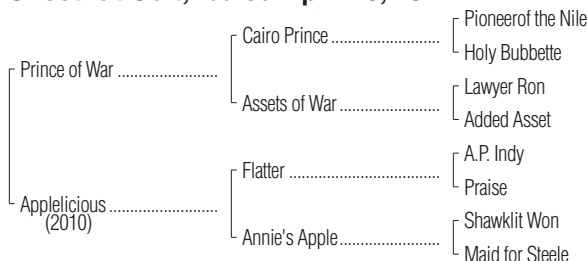 Pioneerof the Nile
Cairo Prince ......................
Holy Bubbette
Prince of War ....................
Lawyer Ron
Assets of War ....................
Added Asset
A.P. Indy
Flatter ..............................
Praise
Applelicious ......................
(2010)
Shawklit Won
Annie's Apple....................
Maid for Steele